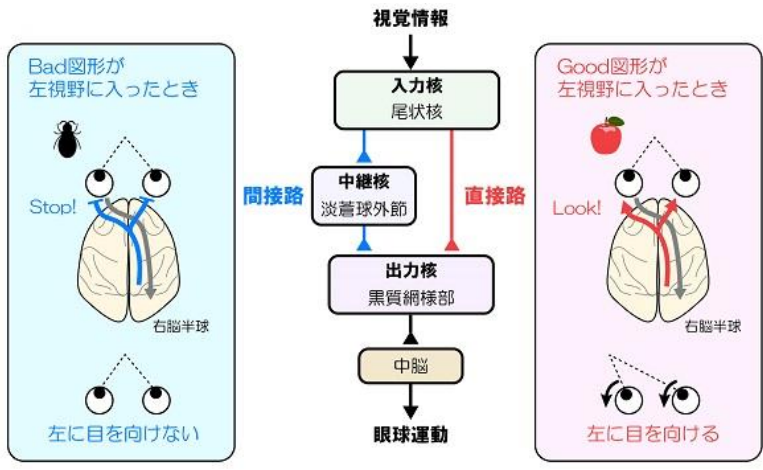 Bad図形が
左視野に入ったとき
Stop!
右脳半球
左に目を向けない
視覚情報
入力核
尾状核
間接路
中継核
淡蒼球外節
直接路
出力核
黒質網様部
中脳
眼球運動
Good図形が
左視野に入ったとき
Look!
右脳半球
左に目を向ける